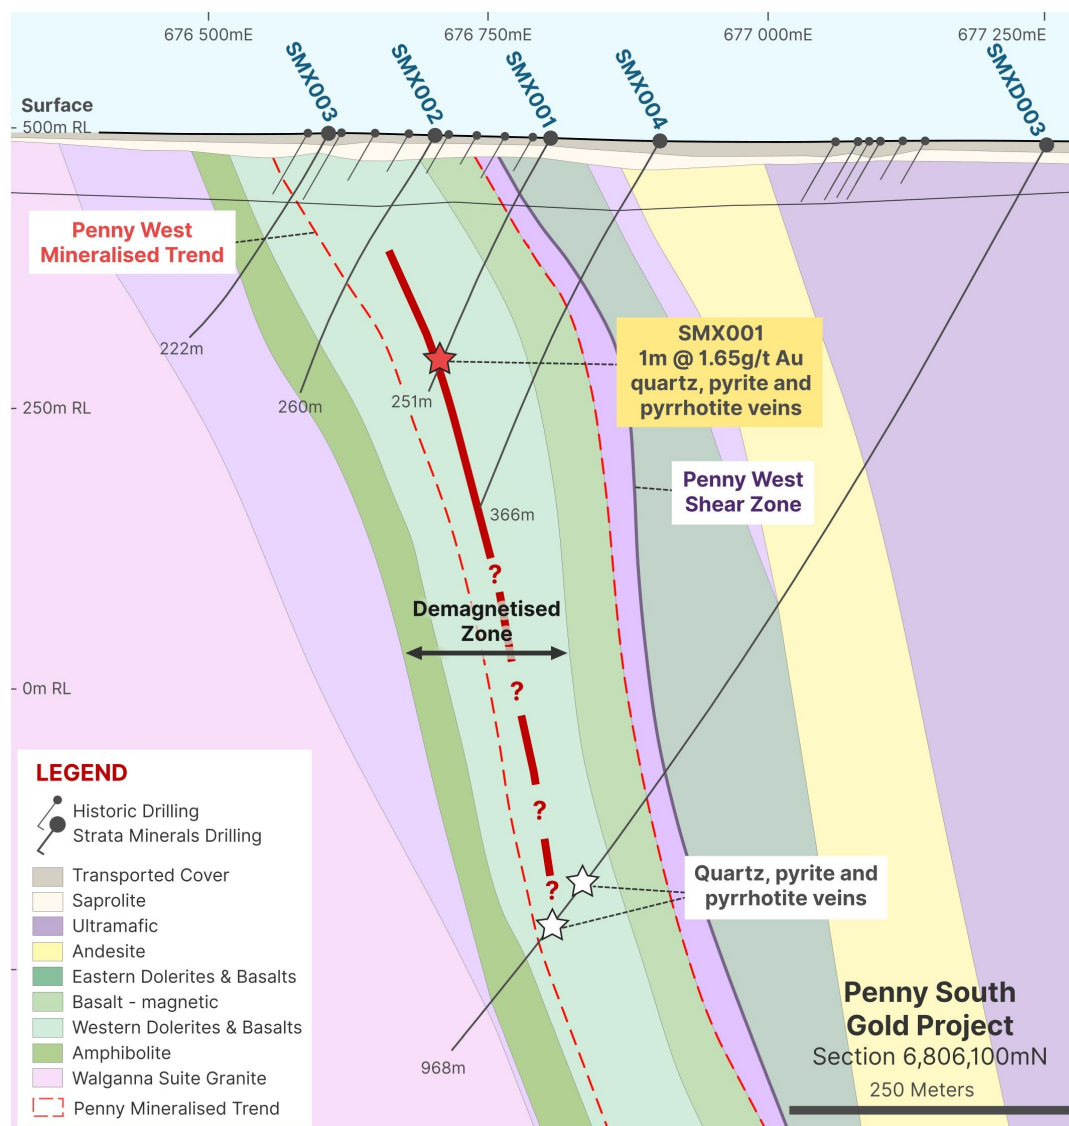 676 500mE
676 750mE
677 000mE
677 250mE
SMX003
SMX002
SMX001
SMX004
SMXD003
Surface
500m RL
Penny West
Mineralised Trend
222m
260m
251m
SMX001
1m @ 1.65g/t Au
quartz, pyrite and
pyrrhotite veins
250m RL
Penny West
Shear Zone
366m
?
Demagnetised
Zone
0m RL
?
?
?
Quartz, pyrite and
pyrrhotite veins
968m
LEGEND
Historic Drilling
Strata Minerals Drilling
Transported Cover
Saprolite
Ultramafic
Andesite
Eastern Dolerites & Basalts
Basalt - magnetic
Western Dolerites & Basalts
Amphibolite
Walganna Suite Granite
Penny Mineralised Trend
Penny South
Gold Project
Section 6,806,100mN
250 Meters